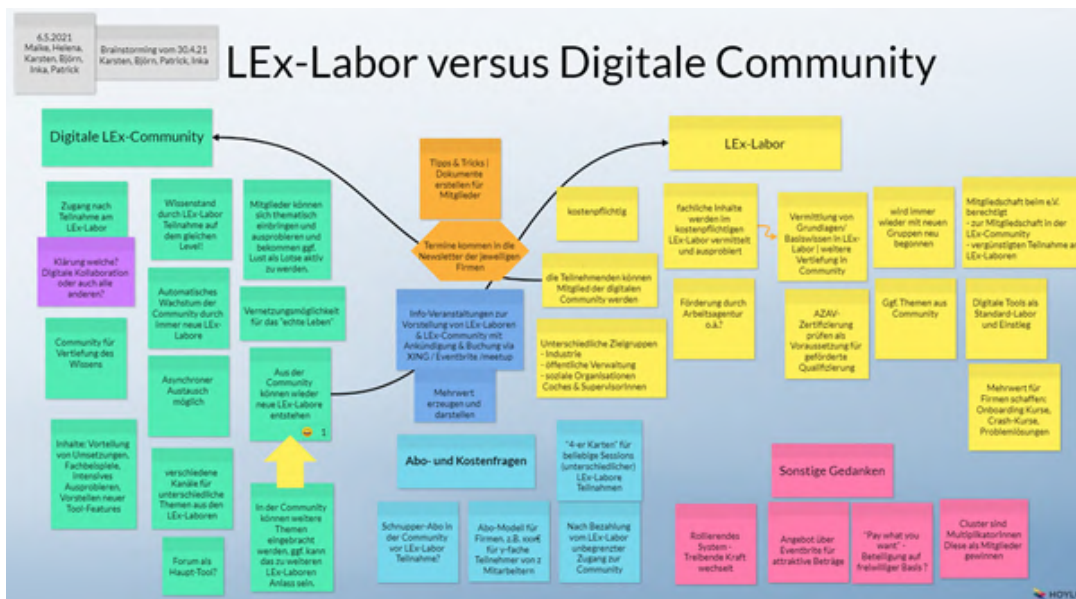 6.5.2021
Maike, Helena,
Karsten, Björn,
Inka, Patrick
Brainstorming vom 30.4.21
Karsten, Björn, Patrick, Inka
LEx-Labor versus Digitale Community
Digitale LEx-Community
Zugang nach
Teilnahme am
LEx-Labor
Klärung welche?
Digitale Kollaboration
oder auch alle
anderen?
Community für
Vertiefung des
Wissens
Inhalte: Vortellung
von Umsetzungen,
Fachbeispiele,
Intensives
Ausprobieren,
Vorstellen neuer
Tool-Features
Wissenstand
durch LEx-Labor
Teilnahme auf
dem gleichen
Level!
Automatisches
Wachstum der
Community durch
immer neue LEx-
Labore
Asynchroner
Austausch
möglich
verschiedene
Kanäle für
unterschiedliche
Themen aus den
LEx-Laboren
Forum als
Haupt-Tool?
Mitglieder können
sich thematisch
einbringen und
ausprobieren und
bekommen ggf.
Lust als Lotse aktiv
zu werden.
Vernetzungsmöglichkeit
für das "echte Leben"
Aus der
Community
können wieder
neue LEx-Labore
entstehen
1
In der Community
können weitere
Themen
eingebracht
werden, ggf. kann
das zu weiteren
LEx-Laboren
Anlass sein.
Tipps & Tricks |
Dokumente
erstellen für
Mitglieder
Termine kommen in die
Newsletter der jeweiligen
Firmen
Info-Veranstaltungen zur
Vorstellung von LEx-Laboren
& LEx-Community mit
Ankündigung & Buchung via
XING / Eventbrite /meetup
Mehrwert
erzeugen und
darstellen
LEx-Labor
kostenpflichtig
die Teilnehmenden können
Mitglied der digitalen
Community werden
Unterschiedliche Zielgruppen
- Industrie
- öffentliche Verwaltung
- soziale Organisationen
Coches & SupervisorInnen
fachliche Inhalte
werden im
kostenpflichtigen
LEx-Labor vermittelt
und ausprobiert
Förderung durch
Arbeitsagentur
o.ä.?
Vermittlung von
Grundlagen/
Basiswissen in LEx-
Labor | weitere
Vertiefung in
Community
AZAV-
Zertifizierung
prüfen als
Voraussetzung für
geförderte
Qualifizierung
wird immer
wieder mit neuen
Gruppen neu
begonnen
Ggf. Themen aus
Community
Mitgliedschaft beim e.V.
berechtigt
- zur Mitgliedschaft in der
LEx-Community
- vergünstigten Teilnahme an
LEx-Laboren
Digitale Tools als
Standard-Labor
und Einstieg
Mehrwert für
Firmen schaffen:
Onboarding Kurse,
Crash-Kurse,
Problemlösungen
Abo- und Kostenfragen
"4-er Karten" für
beliebige Sessions
(unterschiedlicher)
LEx-Labore
Teilnahmen
Schnupper-Abo in
der Community
vor LEx-Labor
Teilnahme?
Abo-Modell für
Firmen, z.B. xxx€
für y-fache
Teilnehmer von z
Mitarbeitern
Nach Bezahlung
vom LEx-Labor
unbegrenzter
Zugang zur
Community
Sonstige Gedanken
Rollierendes
System -
Treibende Kraft
wechselt
Angebot über
Eventbrite für
attraktive Beträge
"Pay what you
want" -
Beteiligung auf
freiwilliger Basis ?
Cluster sind
MultiplikatorInnen
Diese als Mitglieder
gewinnen